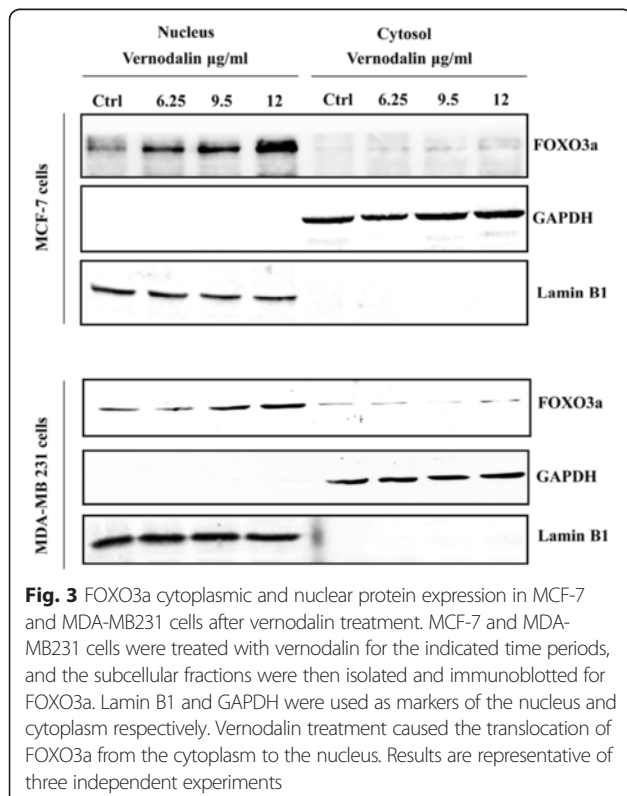 Nucleus Cytosol
Vernodalin µg/ml Vernodalin µg/ml
Ctrl 6.25 9.5 12 Ctrl 6.25 9.5 12
MCF-7 cells
FOXO3a
GAPDH
Lamin B1
MDA-MB 231 cells
FOXO3a
GAPDH
Lamin B1
Fig. 3 FOXO3a cytoplasmic and nuclear protein expression in MCF-7
and MDA-MB231 cells after vernodalin treatment. MCF-7 and MDA-
MB231 cells were treated with vernodalin for the indicated time periods,
and the subcellular fractions were then isolated and immunoblotted for
FOXO3a. Lamin B1 and GAPDH were used as markers of the nucleus and
cytoplasm respectively. Vernodalin treatment caused the translocation of
FOXO3a from the cytoplasm to the nucleus. Results are representative of
three independent experiments